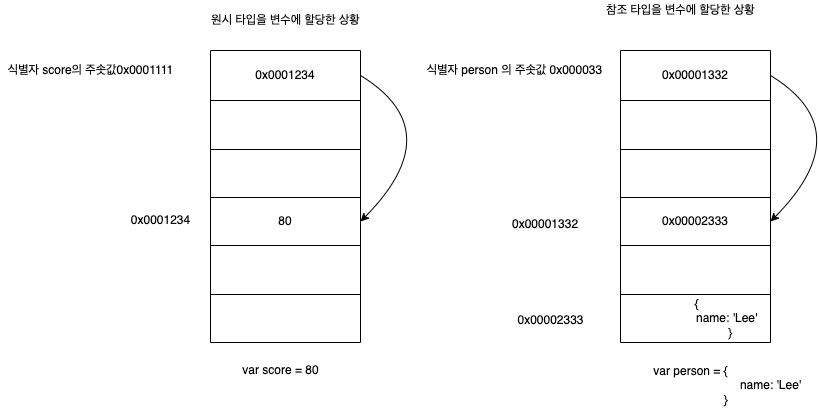 원시 타입을 변수에 할당한 상황
식별자 score의 주솟값0x0001111
0x0001234
0x0001234
80
var score = 80
참조 타입을 변수에 할당한 상황
식별자 person 의 주솟값 0x000033
0x00001332
0x00001332
0x00002333
0x00002333
{
name: 'Lee'
}
var person = {
name: 'Lee'
}